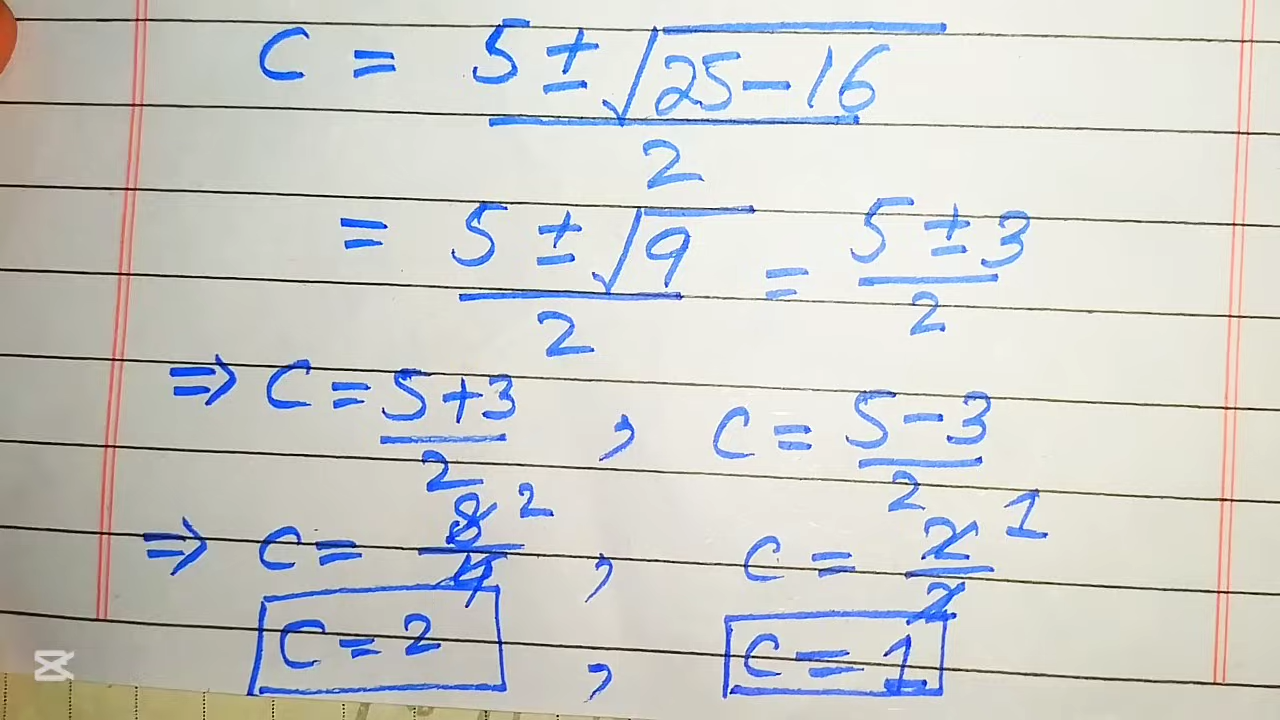 C = (5 ± √(25 − 16)) / 2
= (5 ± √9) / 2 = (5 ± 3) / 2
⇒ C = (5 + 3) / 2 , C = (5 − 3) / 2
⇒ C = 8 / 4 2 , C = 2 / 2 1
C = 2 , C = 1